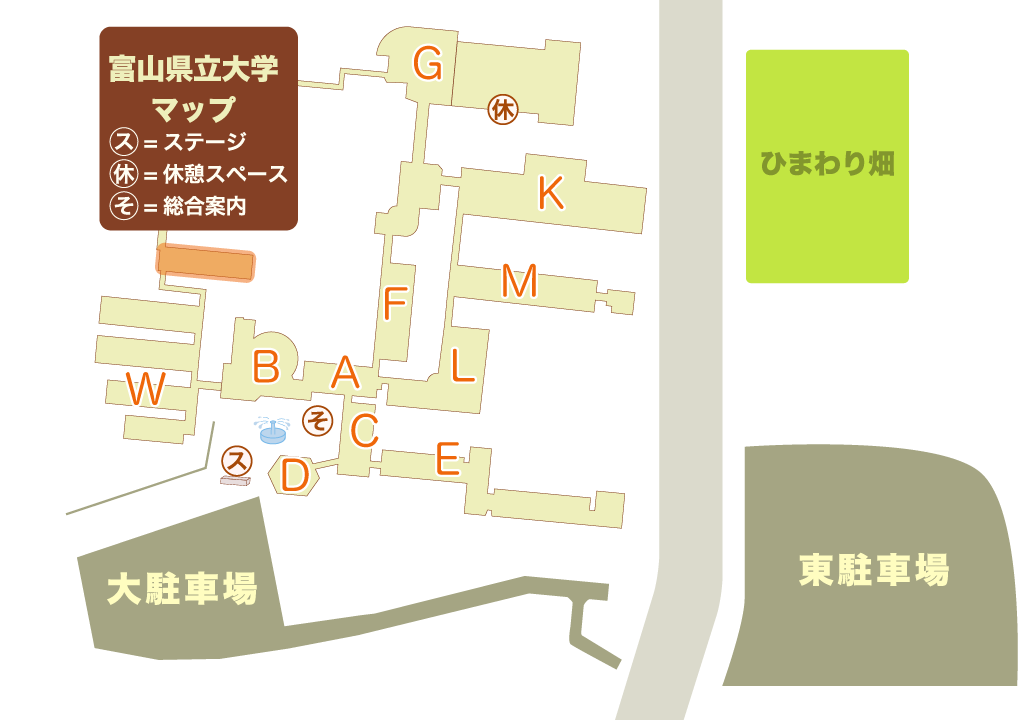 富山県立大学
マップ
ス = ステージ
休 = 休憩スペース
そ = 総合案内
G
休
K
ひまわり畑
M
F
B
A
L
W
そ
C
ス
D
E
大駐車場
東駐車場